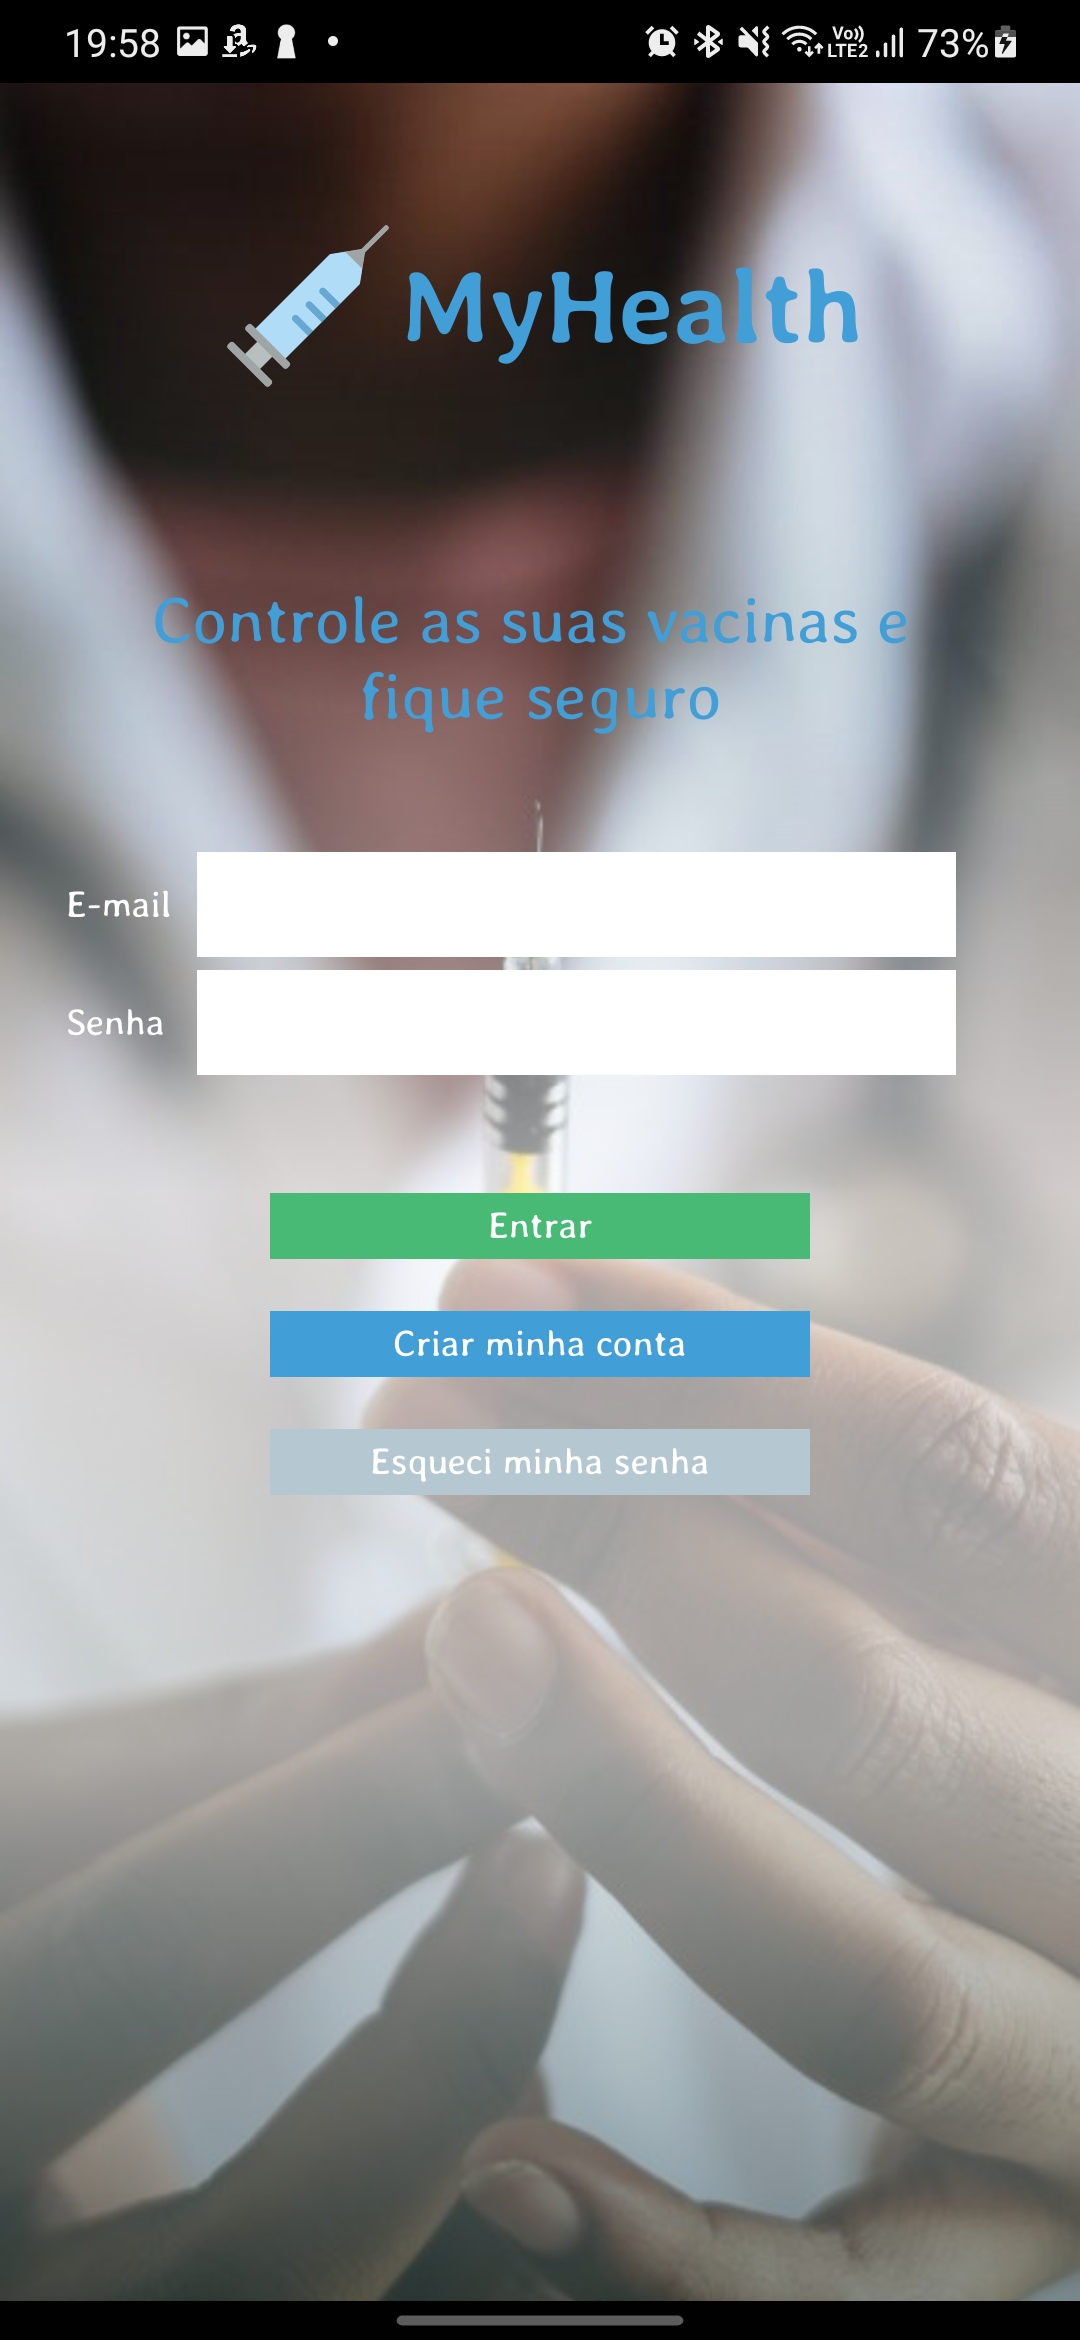 19:58
Vo)) LTE2 73%
MyHealth
Controle as suas vacinas e
fique seguro
E-mail
Senha
Entrar
Criar minha conta
Esqueci minha senha